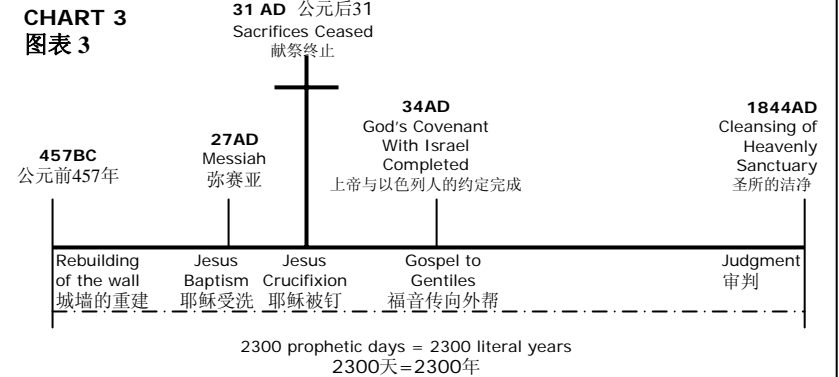 CHART 3
图表 3
31 AD 公元后31
Sacrifices Ceased
献祭终止
457BC
公元前457年
27AD
Messiah
弥赛亚
34AD
God's Covenant
With Israel
Completed
上帝与以色列人的约定完成
1844AD
Cleansing of
Heavenly
Sanctuary
圣所的洁净
Rebuilding
of the wall
城墙的重建
Jesus
Baptism
耶稣受洗
Jesus
Crucifixion
耶稣被钉
Gospel to
Gentiles
福音传向外帮
Judgment
审判
2300 prophetic days = 2300 literal years
2300天=2300年